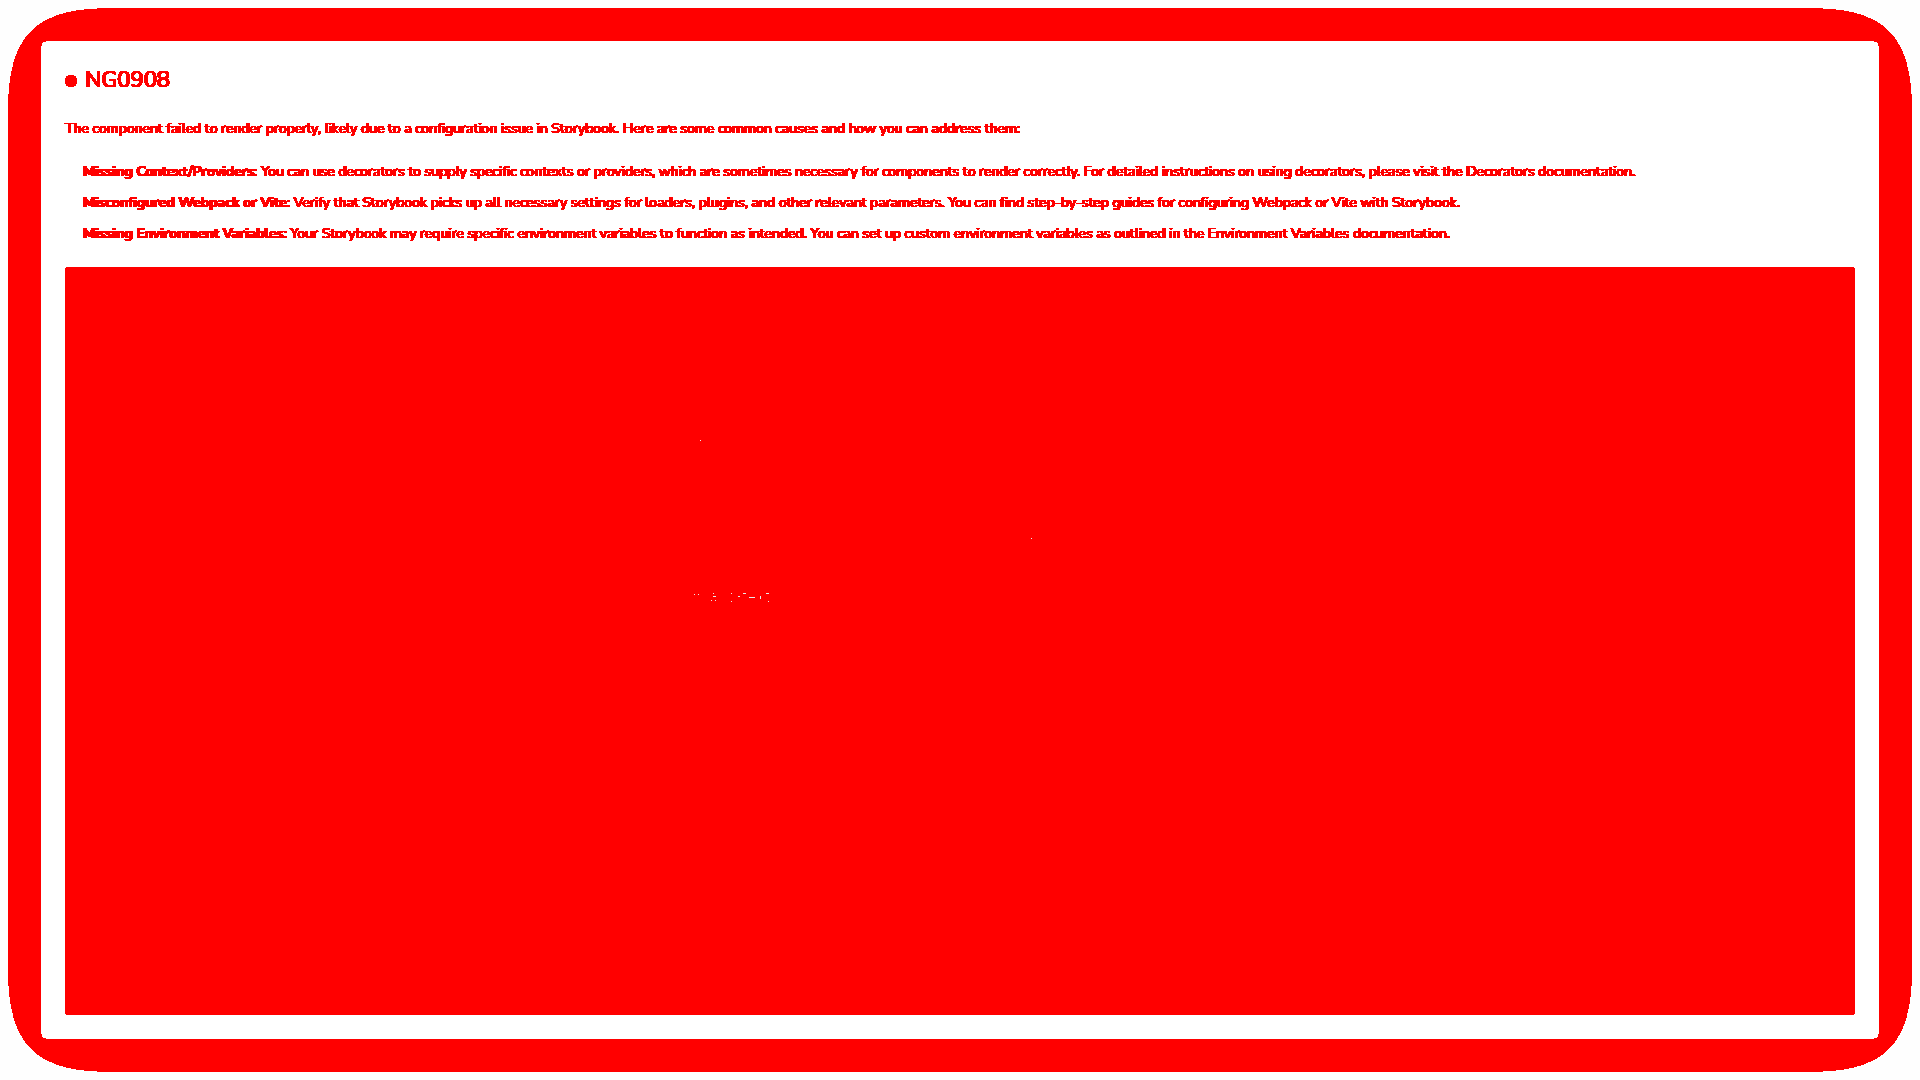 NG0908
The component failed to render properly, likely due to a configuration issue in Storybook. Here are some common causes and how you can address them:
Missing Context/Providers: You can use decorators to supply specific contexts or providers, which are sometimes necessary for components to render correctly. For detailed instructions on using decorators, please visit the Decorators documentation.
Misconfigured Webpack or Vite: Verify that Storybook picks up all necessary settings for loaders, plugins, and other relevant parameters. You can find step-by-step guides for configuring Webpack or Vite with Storybook.
Missing Environment Variables: Your Storybook may require specific environment variables to function as intended. You can set up custom environment variables as outlined in the Environment Variables documentation.